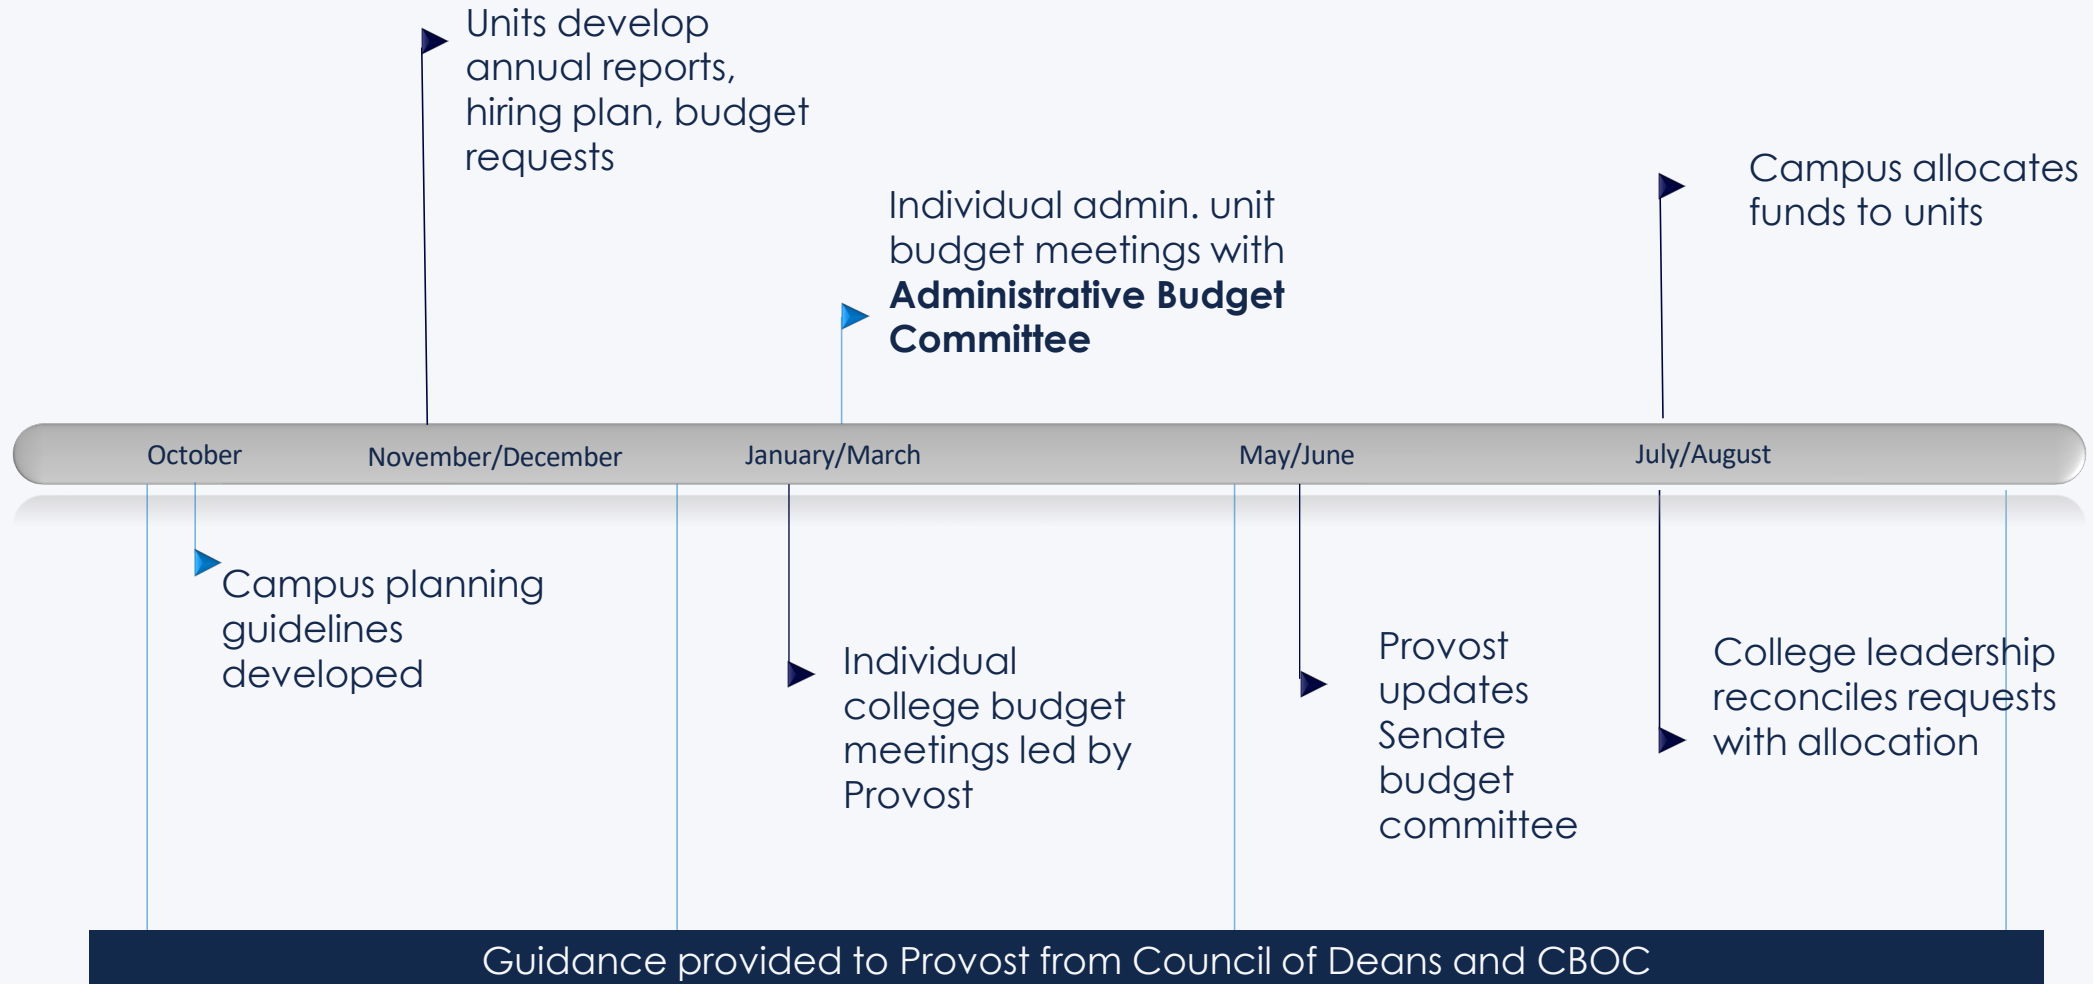 Units develop
annual reports,
hiring plan, budget
requests
Individual admin. unit
budget meetings with
Administrative Budget
Committee
Campus allocates
funds to units
October
November/December
January/March
May/June
July/August
Campus planning
guidelines
developed
Individual
college budget
meetings led by
Provost
Provost
updates
Senate
budget
committee
College leadership
reconciles requests
with allocation
Guidance provided to Provost from Council of Deans and CBOC